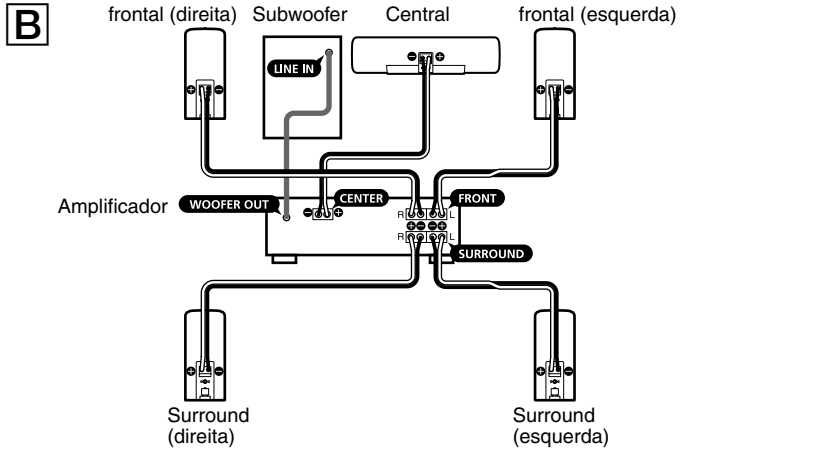 B
frontal (direita)
Subwoofer
Central
frontal (esquerda)
LINE IN
Amplificador
WOOFER OUT
CENTER
FRONT
R
L
R
L
SURROUND
Surround
(direita)
Surround
(esquerda)